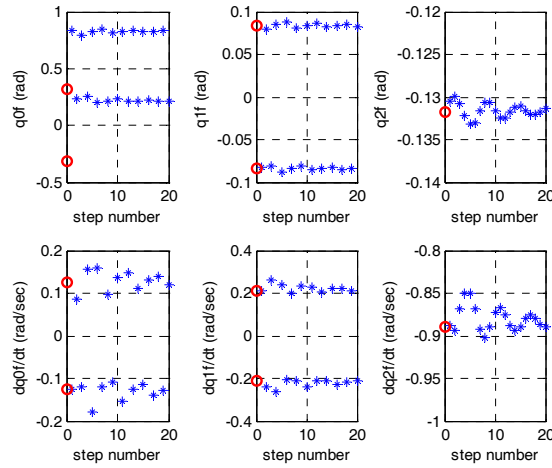 1
0.5
0
-0.5
q0f (rad)
0 10 20
step number
0.1
0.05
0
-0.05
-0.1
q1f (rad)
0 10 20
step number
-0.12
-0.125
-0.13
-0.135
-0.14
q2f (rad)
0 10 20
step number
0.2
0.1
0
-0.1
-0.2
dq0f/dt (rad/sec)
0 10 20
step number
0.4
0.2
0
-0.2
-0.4
dq1f/dt (rad/sec)
0 10 20
step number
-0.8
-0.85
-0.9
-0.95
-1
dq2f/dt (rad/sec)
0 10 20
step number